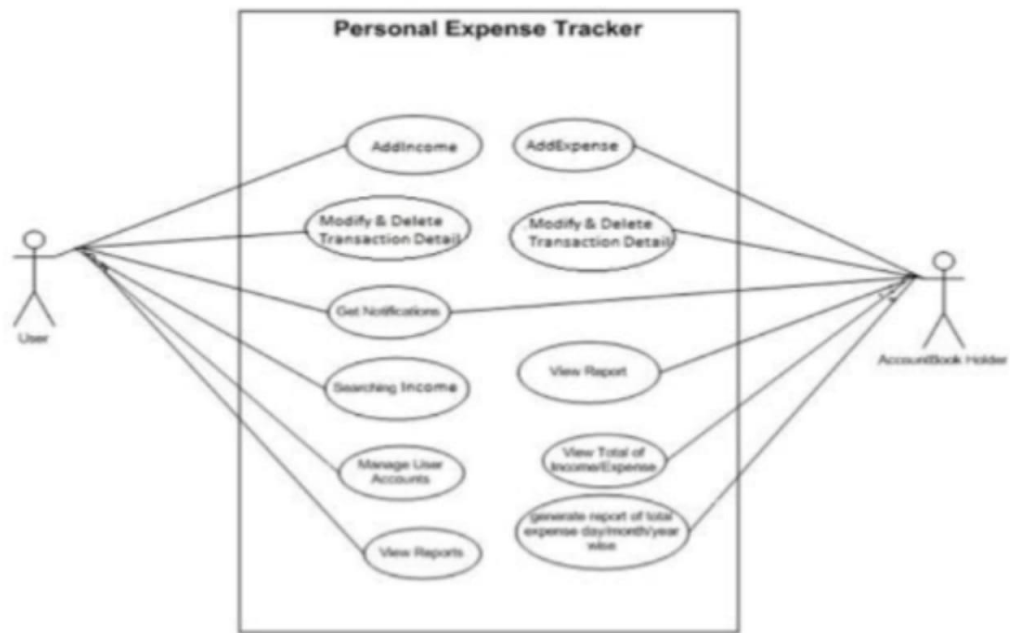 Personal Expense Tracker
AddIncome
AddExpense
Modify & Delete
Transaction Detail
Modify & Delete
Transaction Detail
User
Get Notifications
AccountBook Holder
View Report
Searching Income
Manage User
Accounts
View Total of
Income/Expense
generate report of total
expense day/month/year
wise
View Reports